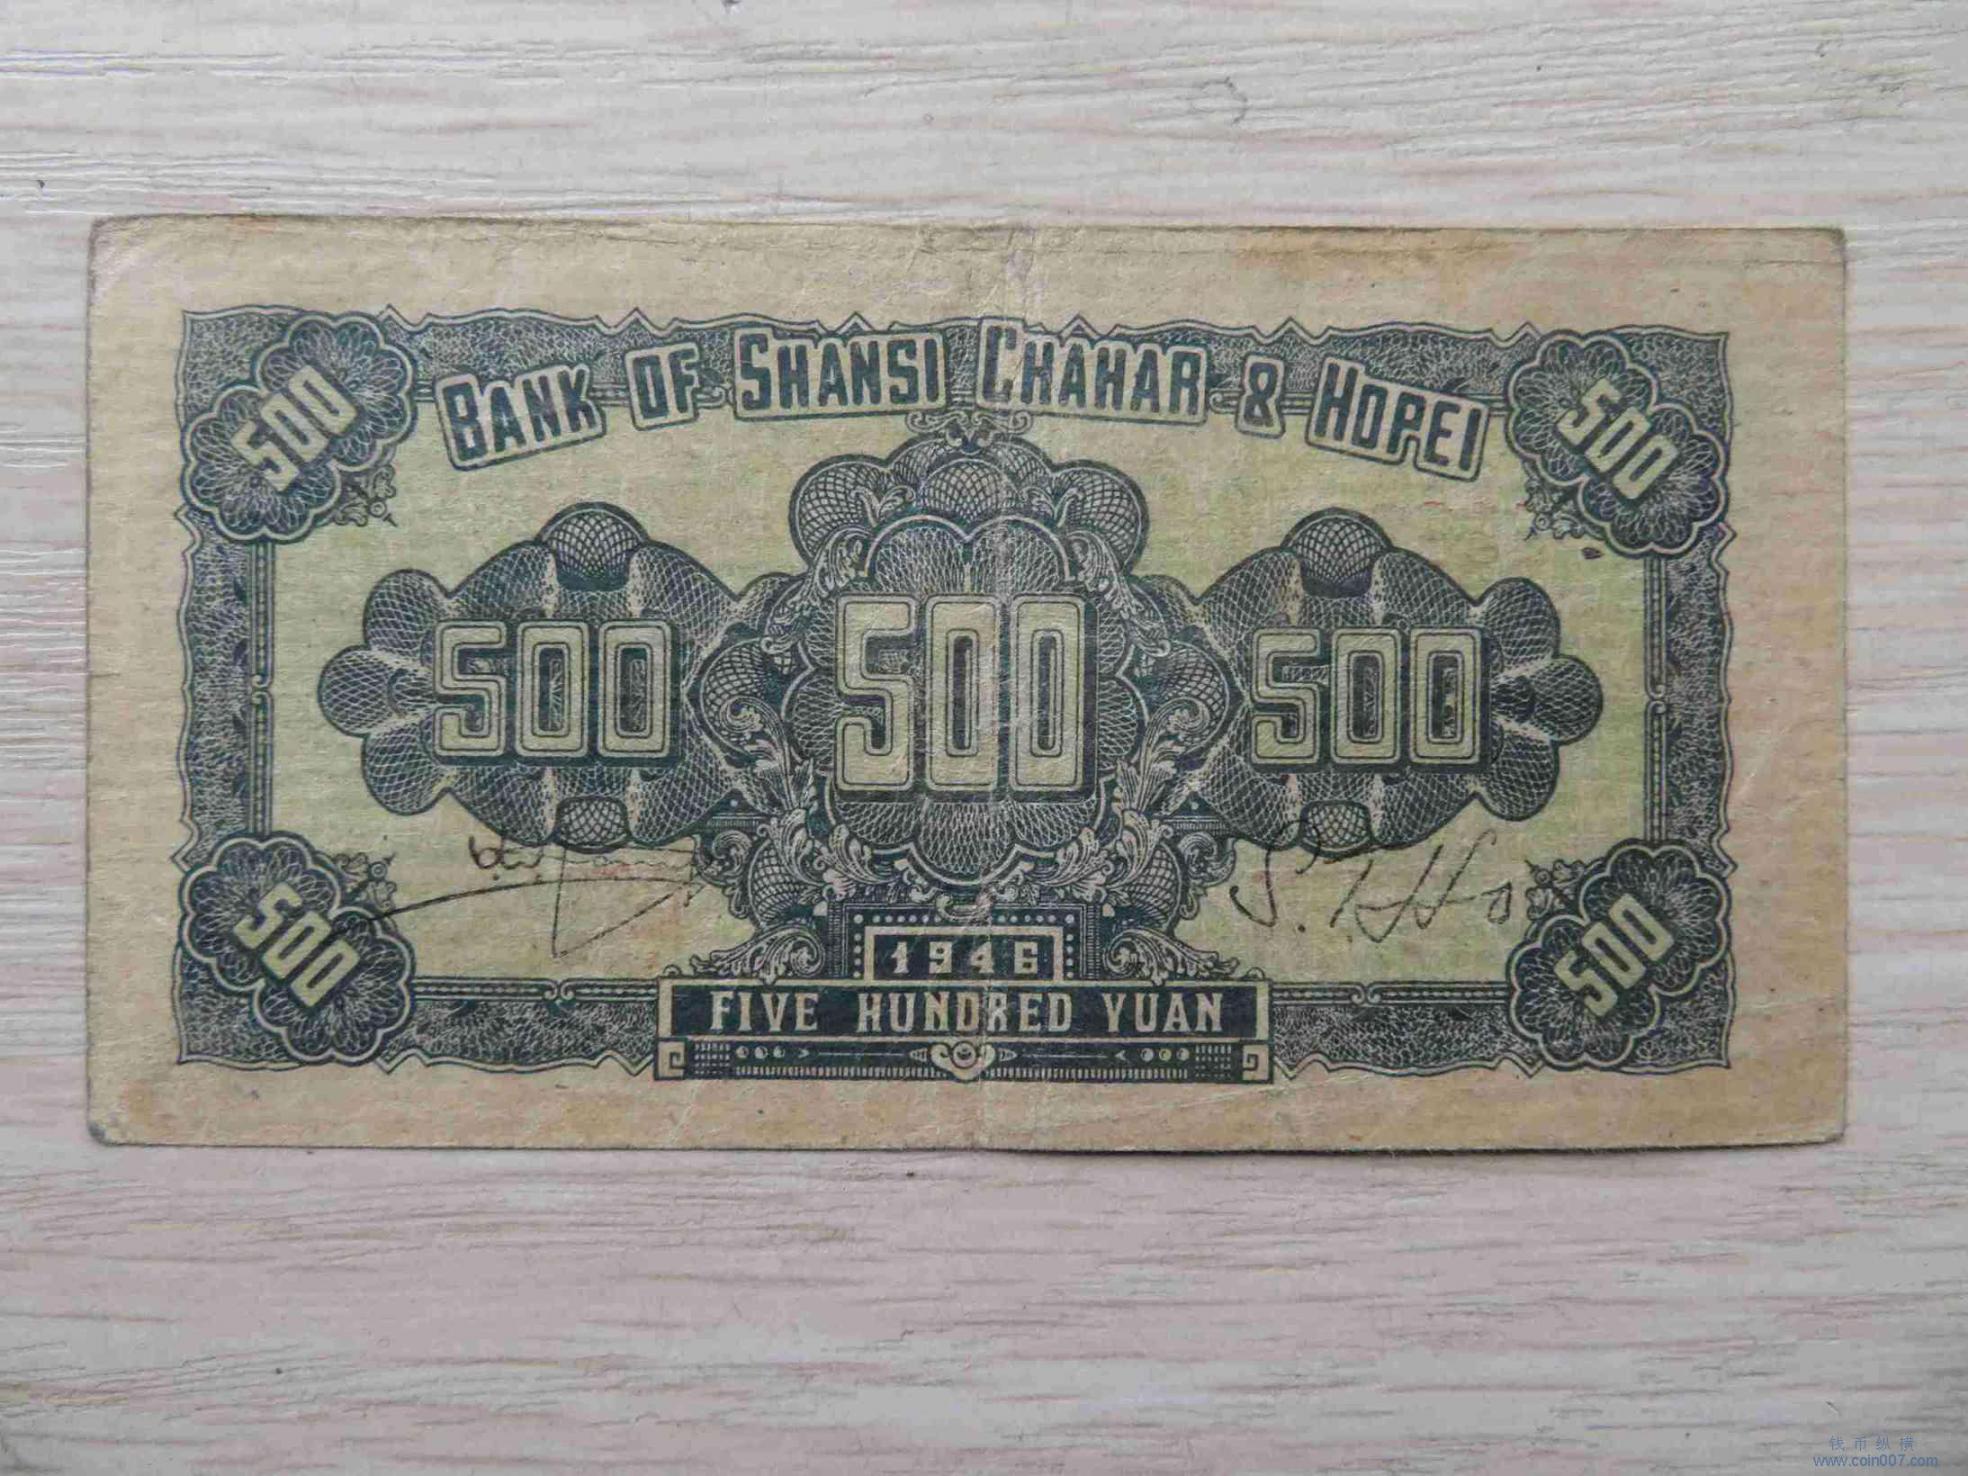 BANK OF SHANSI CHAHAR & HOPEI
500 500
500 500 500
S. T. Ho
500 500
1946
FIVE HUNDRED YUAN
钱币纵横
www.coin007.com